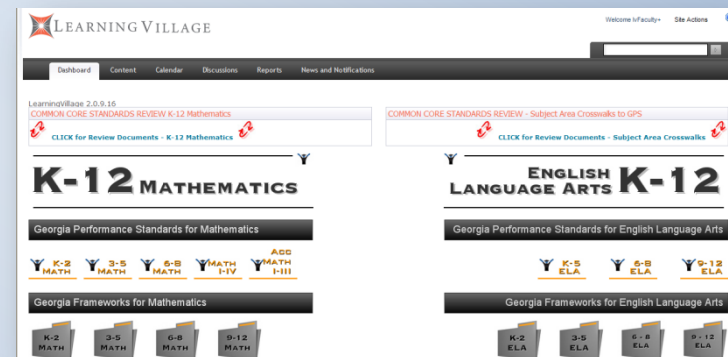 LEARNING VILLAGE
Welcome lvFaculty Site Actions
Dashboard Content Calendar Discussions Reports News and Notifications
LearningVillage 2.0.9.16
COMMON CORE STANDARDS REVIEW K-12 Mathematics
CLICK for Review Documents - K-12 Mathematics
COMMON CORE STANDARDS REVIEW - Subject Area Crosswalks to GPS
CLICK for Review Documents - Subject Area Crosswalks
K-12 MATHEMATICS
ENGLISH
LANGUAGE ARTS K-12
Georgia Performance Standards for Mathematics
Georgia Performance Standards for English Language Arts
K-2
MATH
3-5
MATH
6-8
MATH
MATH
I-IV
ACC
MATH
I-III
K-5
ELA
6-8
ELA
9-12
ELA
Georgia Frameworks for Mathematics
Georgia Frameworks for English Language Arts
K-2
MATH
3-5
MATH
6-8
MATH
9-12
MATH
K-2
ELA
3-5
ELA
6-8
ELA
9-12
ELA